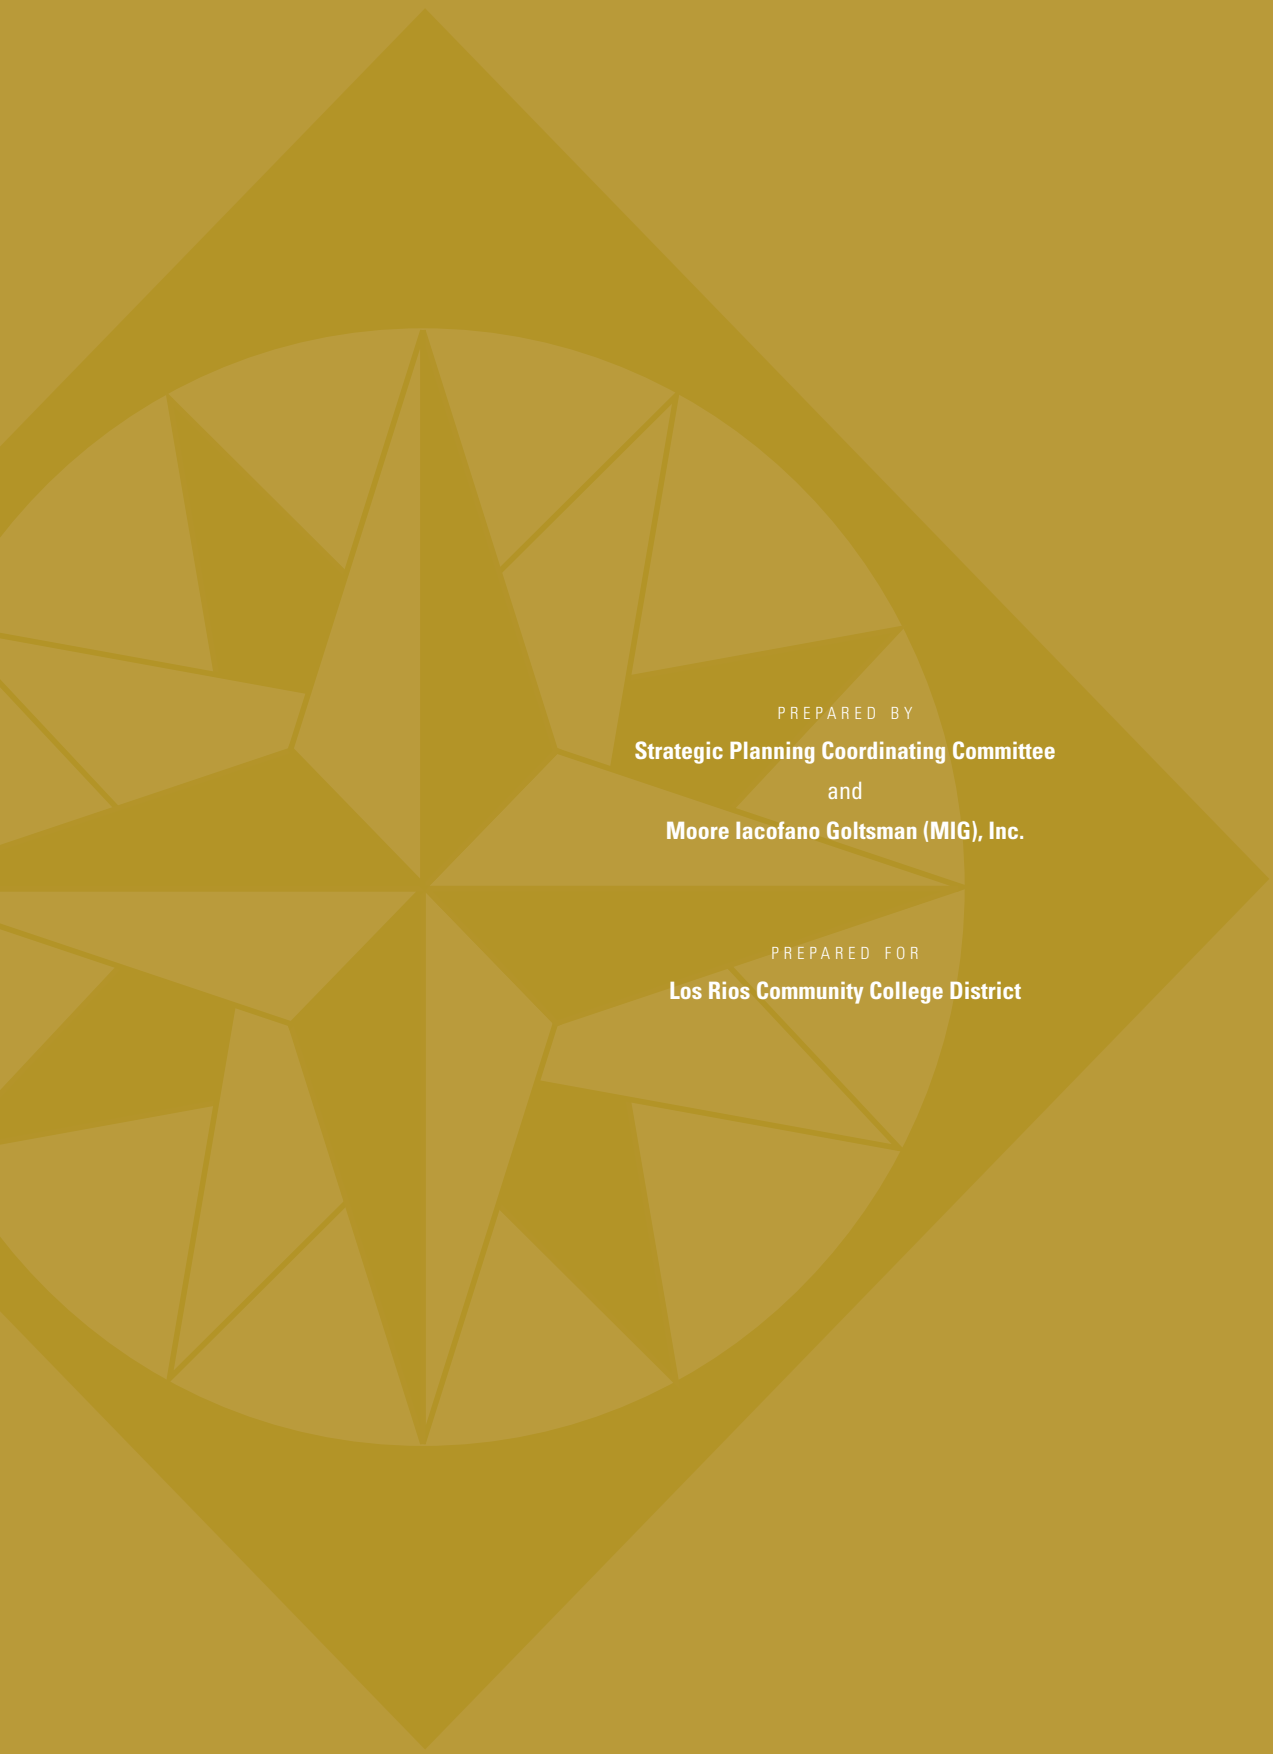 PREPARED BY
Strategic Planning Coordinating Committee
and
Moore Iacofano Goltsman (MIG), Inc.
PREPARED FOR
Los Rios Community College District